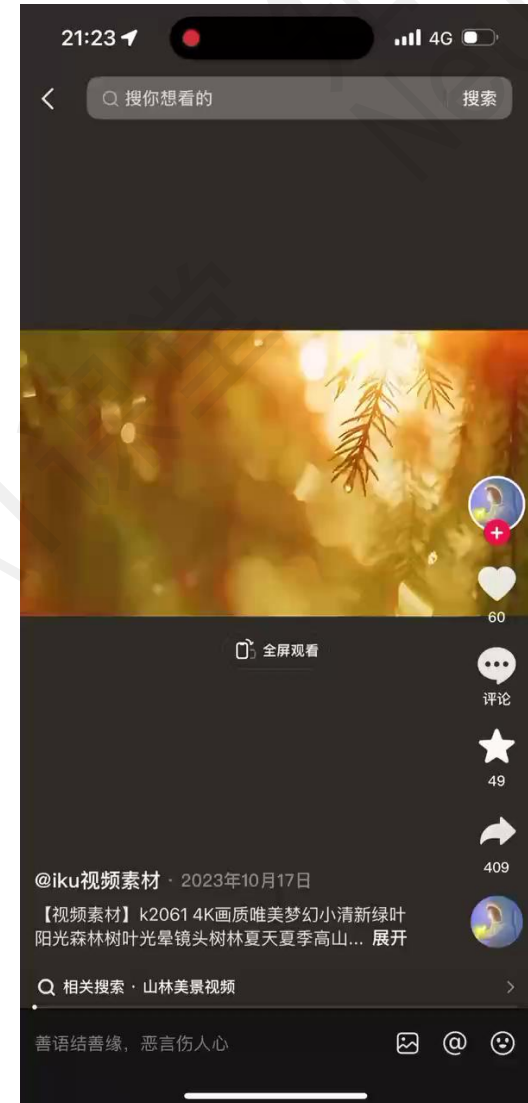 21:23
4G
搜你想看的
搜索
60
全屏观看
评论
49
409
@iku视频素材 · 2023年10月17日
【视频素材】k2061 4K画质唯美梦幻小清新绿叶
阳光森林树叶光晕镜头树林夏天夏季高山... 展开
相关搜索 · 山林美景视频
善语结善缘，恶言伤人心